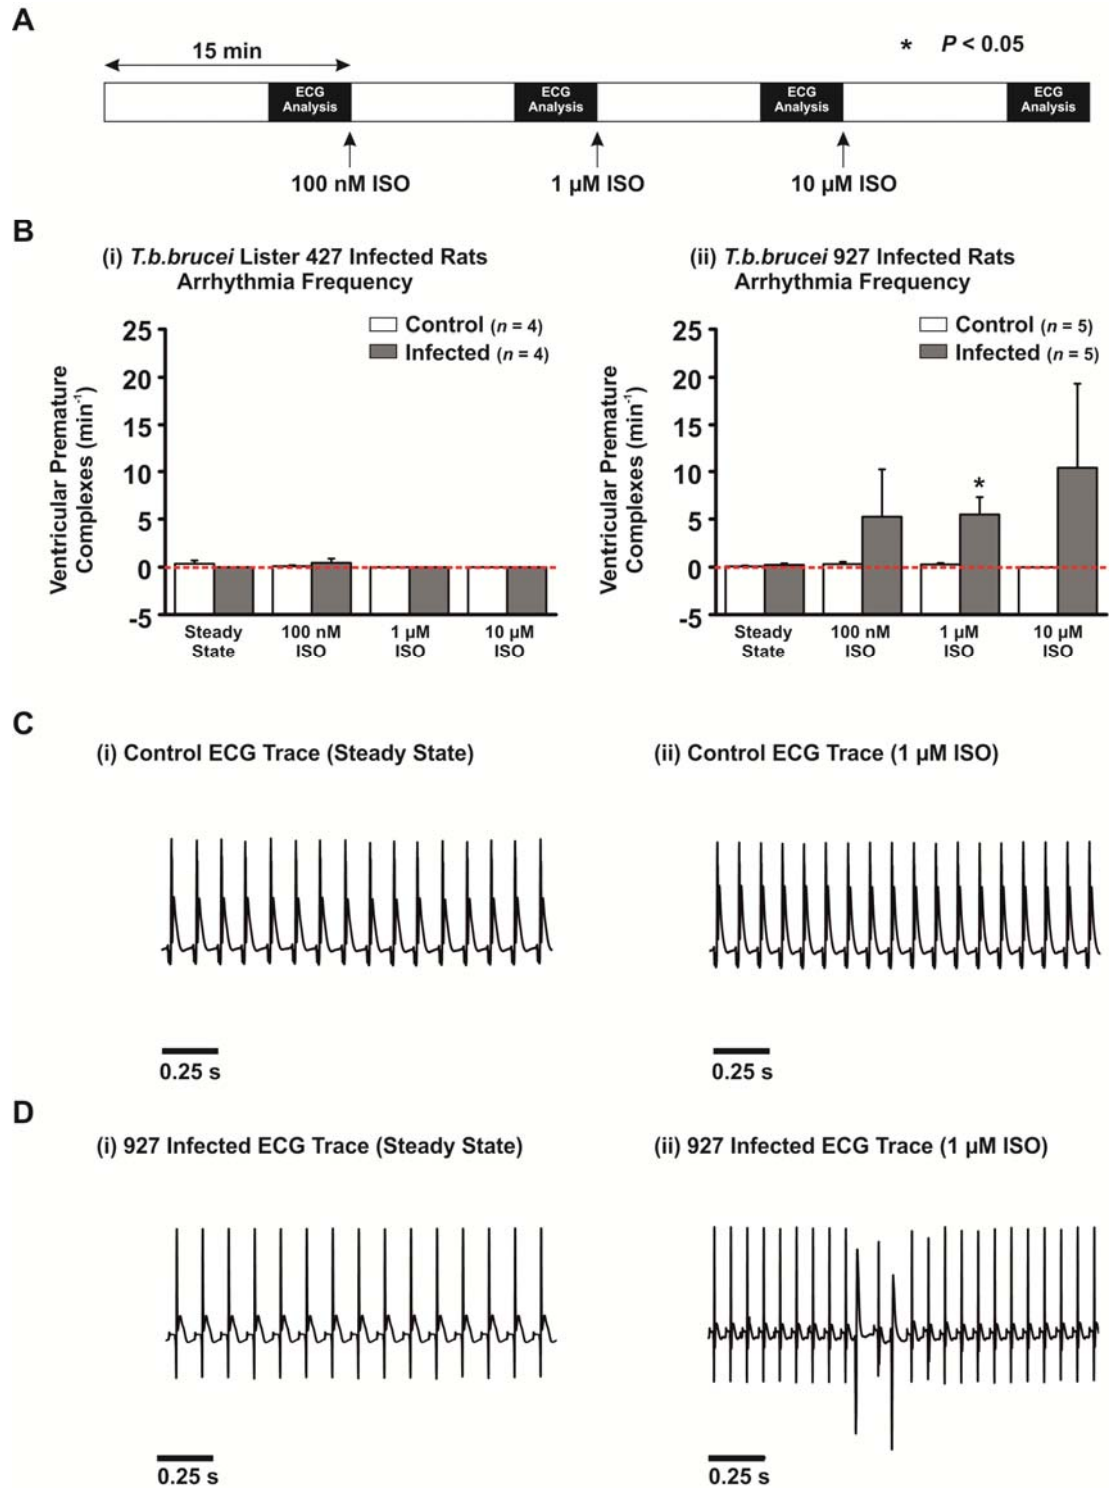 A
15 min
* P < 0.05
ECG Analysis
ECG Analysis
ECG Analysis
ECG Analysis
100 nM ISO
1 µM ISO
10 µM ISO
B
(i) T.b.brucei Lister 427 Infected Rats
Arrhythmia Frequency
Control (n = 4)
Infected (n = 4)
Ventricular Premature
Complexes (min-1)
25
20
15
10
5
0
-5
Steady State
100 nM ISO
1 µM ISO
10 µM ISO
(ii) T.b.brucei 927 Infected Rats
Arrhythmia Frequency
Control (n = 5)
Infected (n = 5)
Ventricular Premature
Complexes (min-1)
25
20
15
10
5
0
-5
*
Steady State
100 nM ISO
1 µM ISO
10 µM ISO
C
(i) Control ECG Trace (Steady State)
0.25 s
(ii) Control ECG Trace (1 µM ISO)
0.25 s
D
(i) 927 Infected ECG Trace (Steady State)
0.25 s
(ii) 927 Infected ECG Trace (1 µM ISO)
0.25 s